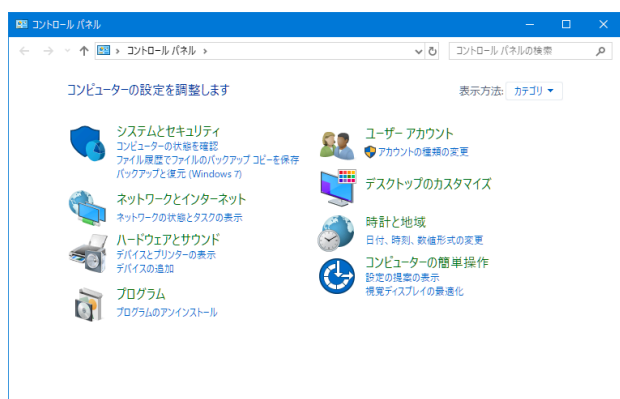 コントロール パネル
コントロール パネル
コントロール パネルの検索
コンピューターの設定を調整します
表示方法: カテゴリ
システムとセキュリティ
コンピューターの状態を確認
ファイル履歴でファイルのバックアップ コピーを保存
バックアップと復元 (Windows 7)
ネットワークとインターネット
ネットワークの状態とタスクの表示
ハードウェアとサウンド
デバイスとプリンターの表示
デバイスの追加
プログラム
プログラムのアンインストール
ユーザー アカウント
アカウントの種類の変更
デスクトップのカスタマイズ
時計と地域
日付、時刻、数値形式の変更
コンピューターの簡単操作
設定の提案の表示
視覚ディスプレイの最適化